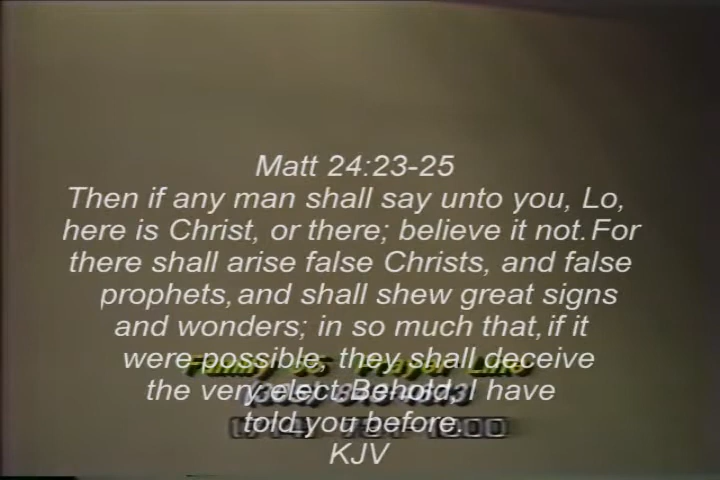 Matt 24:23-25
Then if any man shall say unto you, Lo,
here is Christ, or there; believe it not. For
there shall arise false Christs, and false
prophets, and shall shew great signs
and wonders; in so much that, if it
were possible, they shall deceive
the very elect. Behold, I have
told you before.
KJV
Prayer Line